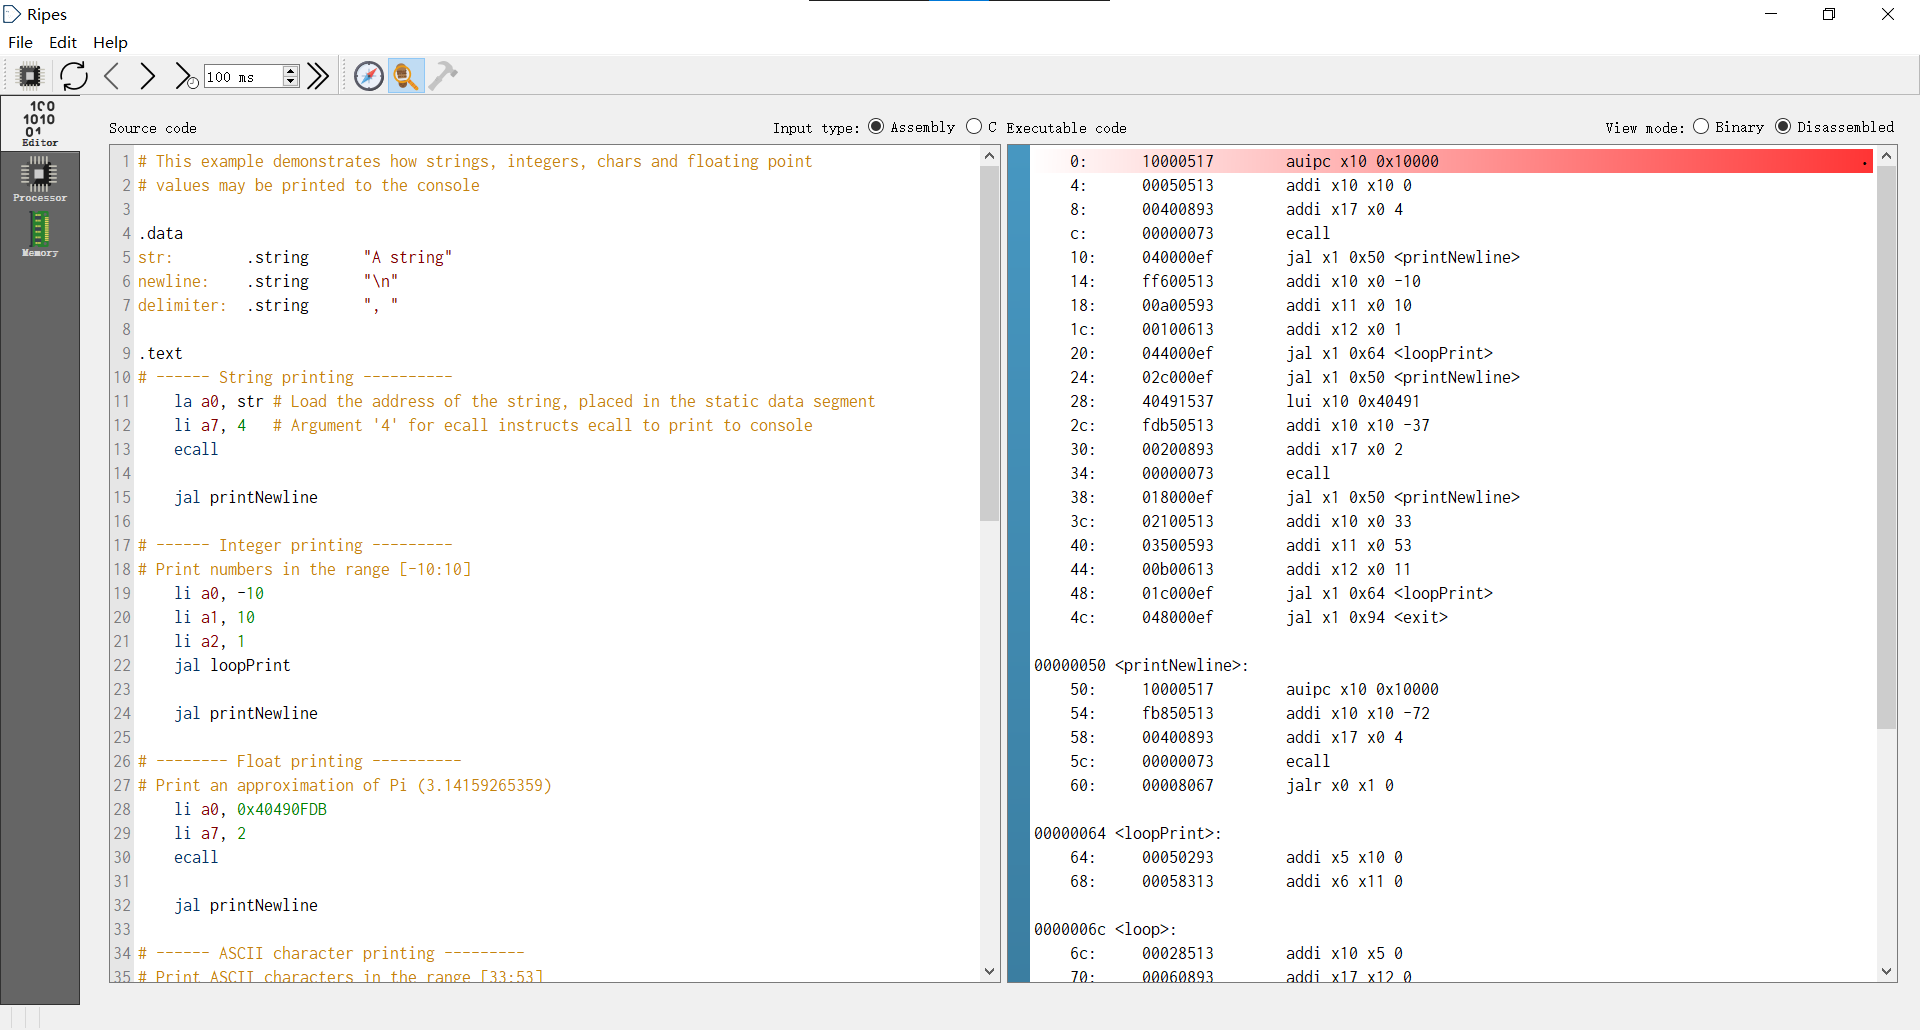 Ripes
File Edit Help
100 ms
100
1010
01
Editor
Processor
Memory
Source code
Input type: Assembly C
1 # This example demonstrates how strings, integers, chars and floating point
2 # values may be printed to the console
3
4 .data
5 str: .string "A string"
6 newline: .string "\n"
7 delimiter: .string ", "
8
9 .text
10 # ------ String printing ----------
11 la a0, str # Load the address of the string, placed in the static data segment
12 li a7, 4 # Argument '4' for ecall instructs ecall to print to console
13 ecall
14
15 jal printNewline
16
17 # ------ Integer printing ---------
18 # Print numbers in the range [-10:10]
19 li a0, -10
20 li a1, 10
21 li a2, 1
22 jal loopPrint
23
24 jal printNewline
25
26 # -------- Float printing ----------
27 # Print an approximation of Pi (3.14159265359)
28 li a0, 0x40490FDB
29 li a7, 2
30 ecall
31
32 jal printNewline
33
34 # ------ ASCII character printing ---------
35 # Print ASCII characters in the range [33:53]
Executable code
View mode: Binary Disassembled
0: 10000517 auipc x10 0x10000
4: 00050513 addi x10 x10 0
8: 00400893 addi x17 x0 4
c: 00000073 ecall
10: 040000ef jal x1 0x50 <printNewline>
14: ff600513 addi x10 x0 -10
18: 00a00593 addi x11 x0 10
1c: 00100613 addi x12 x0 1
20: 044000ef jal x1 0x64 <loopPrint>
24: 02c000ef jal x1 0x50 <printNewline>
28: 40491537 lui x10 0x40491
2c: fdb50513 addi x10 x10 -37
30: 00200893 addi x17 x0 2
34: 00000073 ecall
38: 018000ef jal x1 0x50 <printNewline>
3c: 02100513 addi x10 x0 33
40: 03500593 addi x11 x0 53
44: 00b00613 addi x12 x0 11
48: 01c000ef jal x1 0x64 <loopPrint>
4c: 048000ef jal x1 0x94 <exit>
00000050 <printNewline>:
50: 10000517 auipc x10 0x10000
54: fb850513 addi x10 x10 -72
58: 00400893 addi x17 x0 4
5c: 00000073 ecall
60: 00008067 jalr x0 x1 0
00000064 <loopPrint>:
64: 00050293 addi x5 x10 0
68: 00058313 addi x6 x11 0
0000006c <loop>:
6c: 00028513 addi x10 x5 0
70: 00060893 addi x17 x12 0